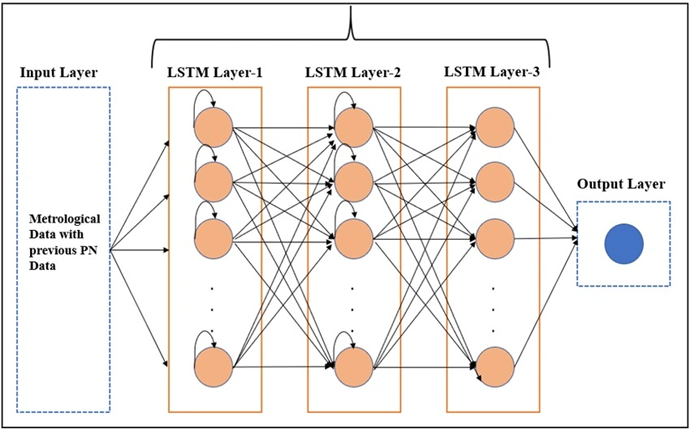 Input Layer
LSTM Layer-1
LSTM Layer-2
LSTM Layer-3
Metrological
Data with
previous PN
Data
Output Layer